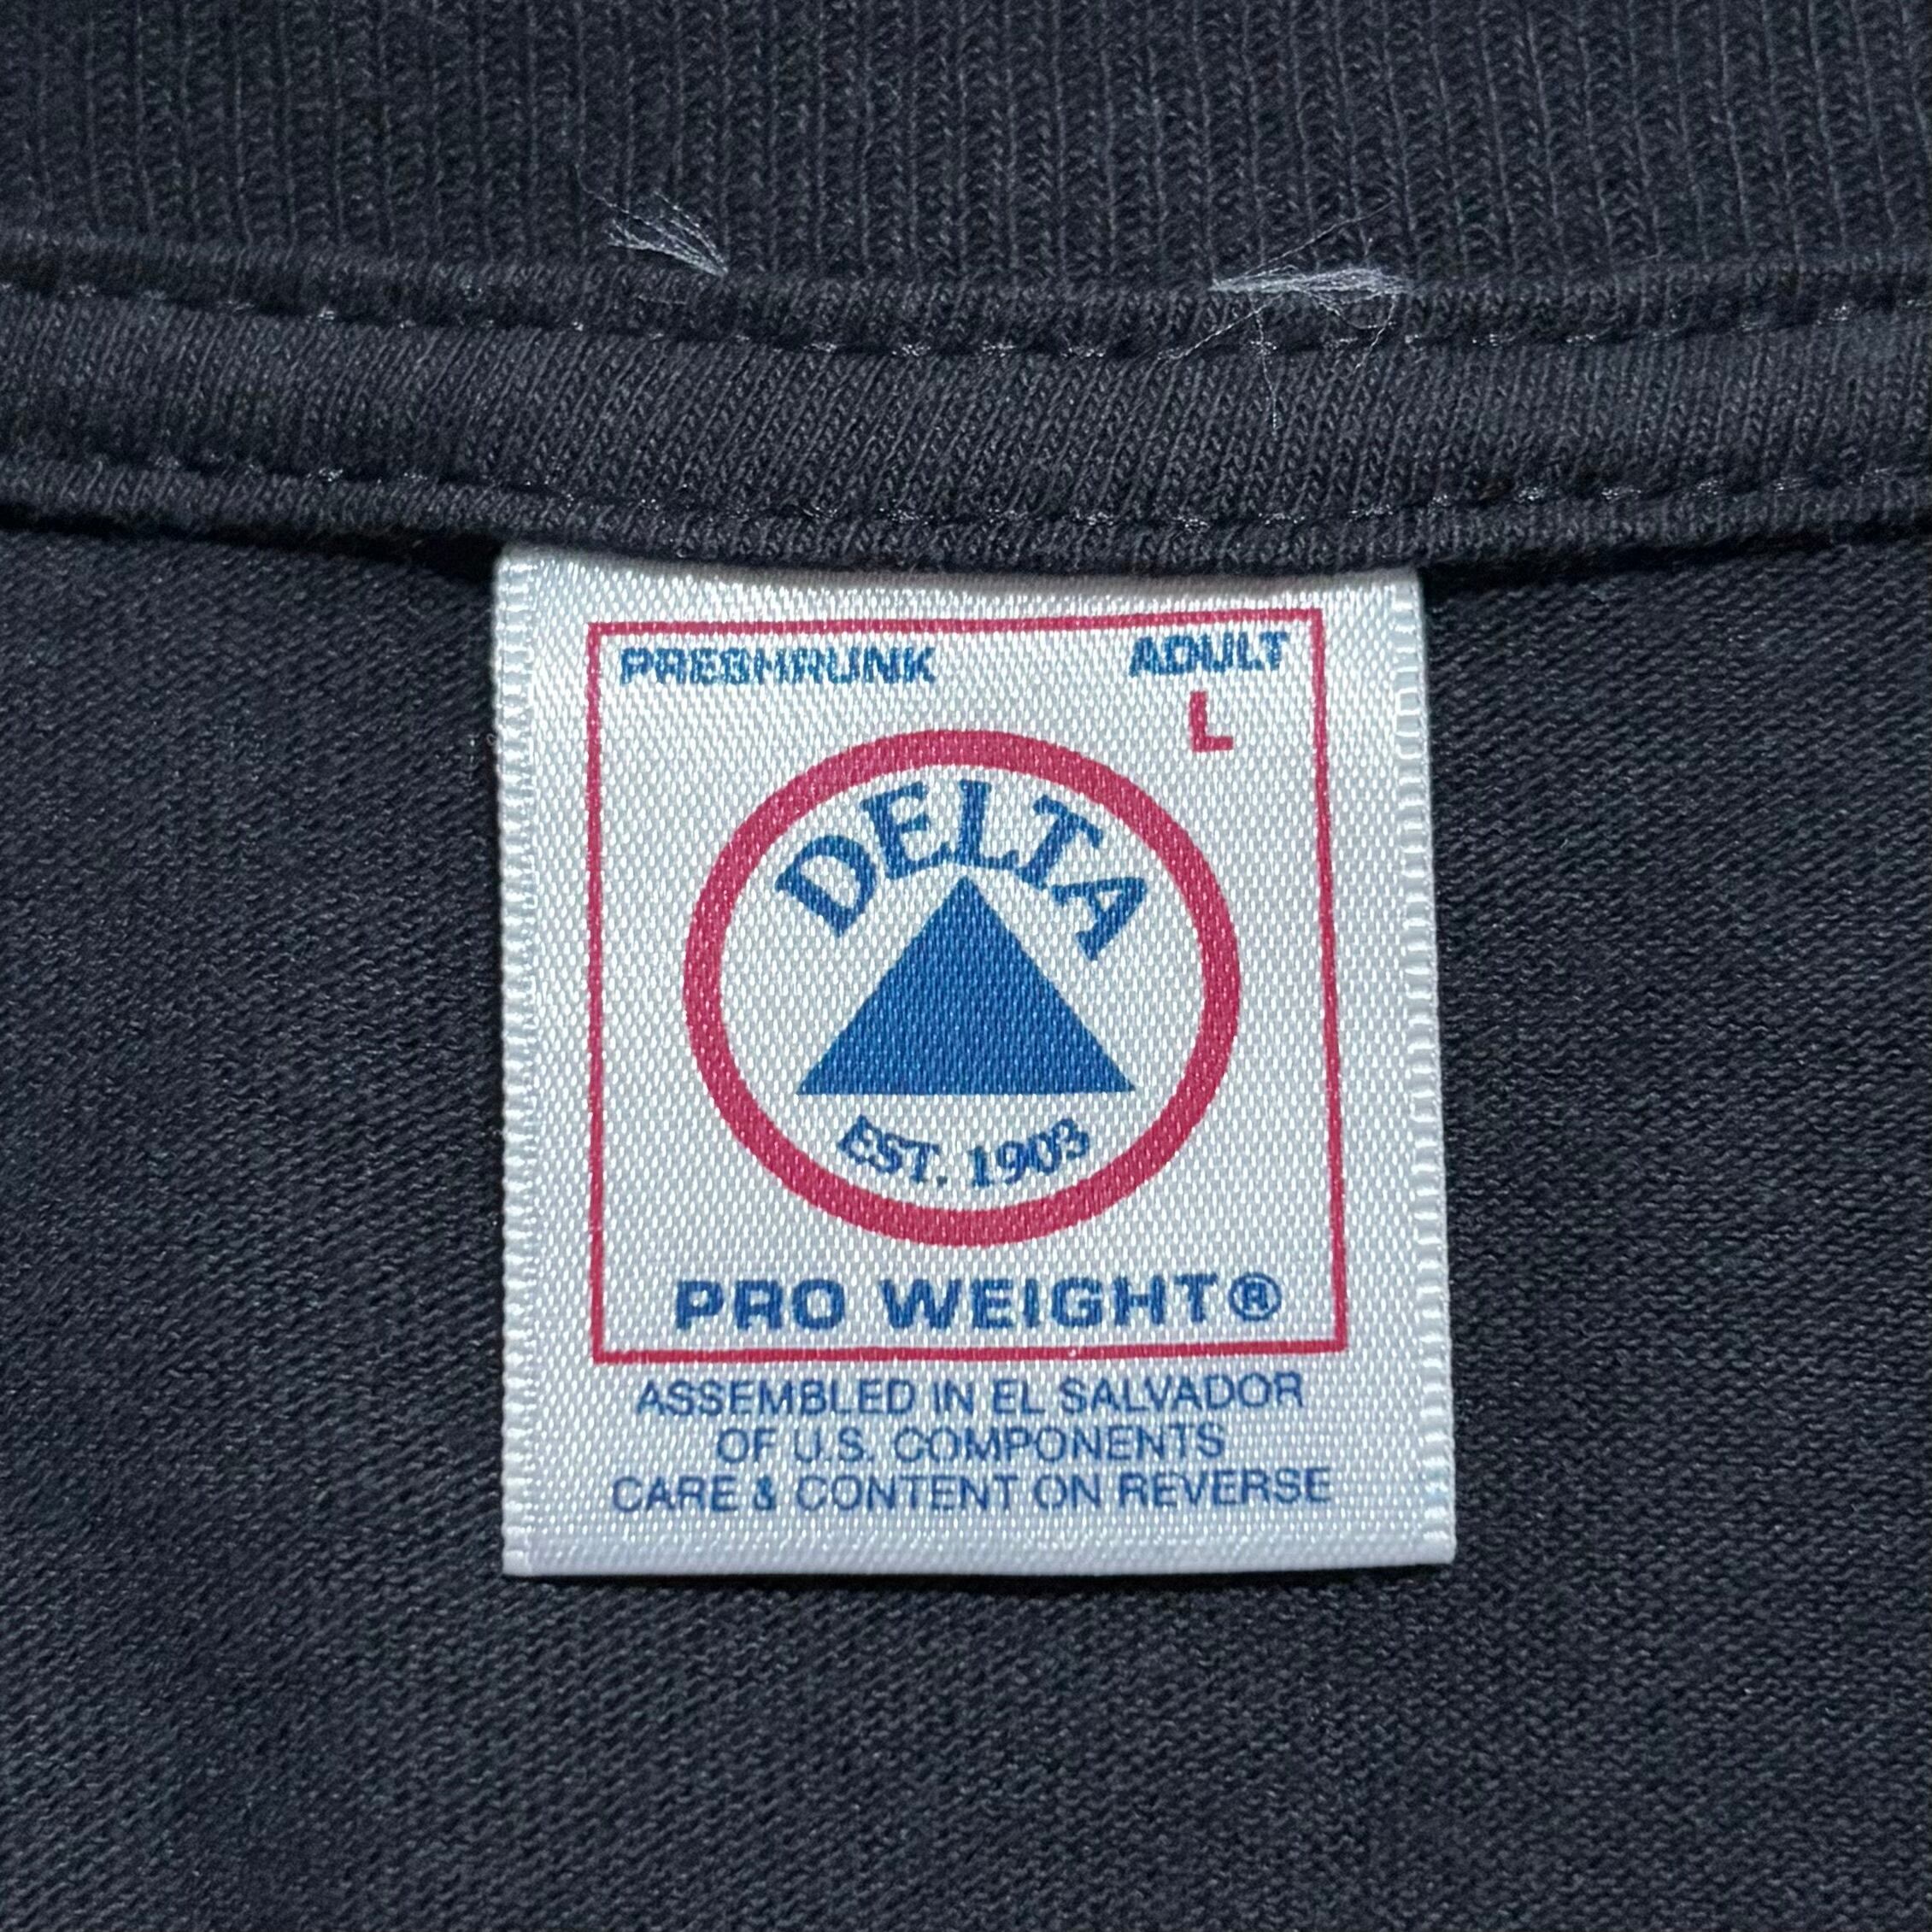 PRESHRUNK ADULT
L
DELTA
EST. 1903
PRO WEIGHT®
ASSEMBLED IN EL SALVADOR
OF U.S. COMPONENTS
CARE & CONTENT ON REVERSE